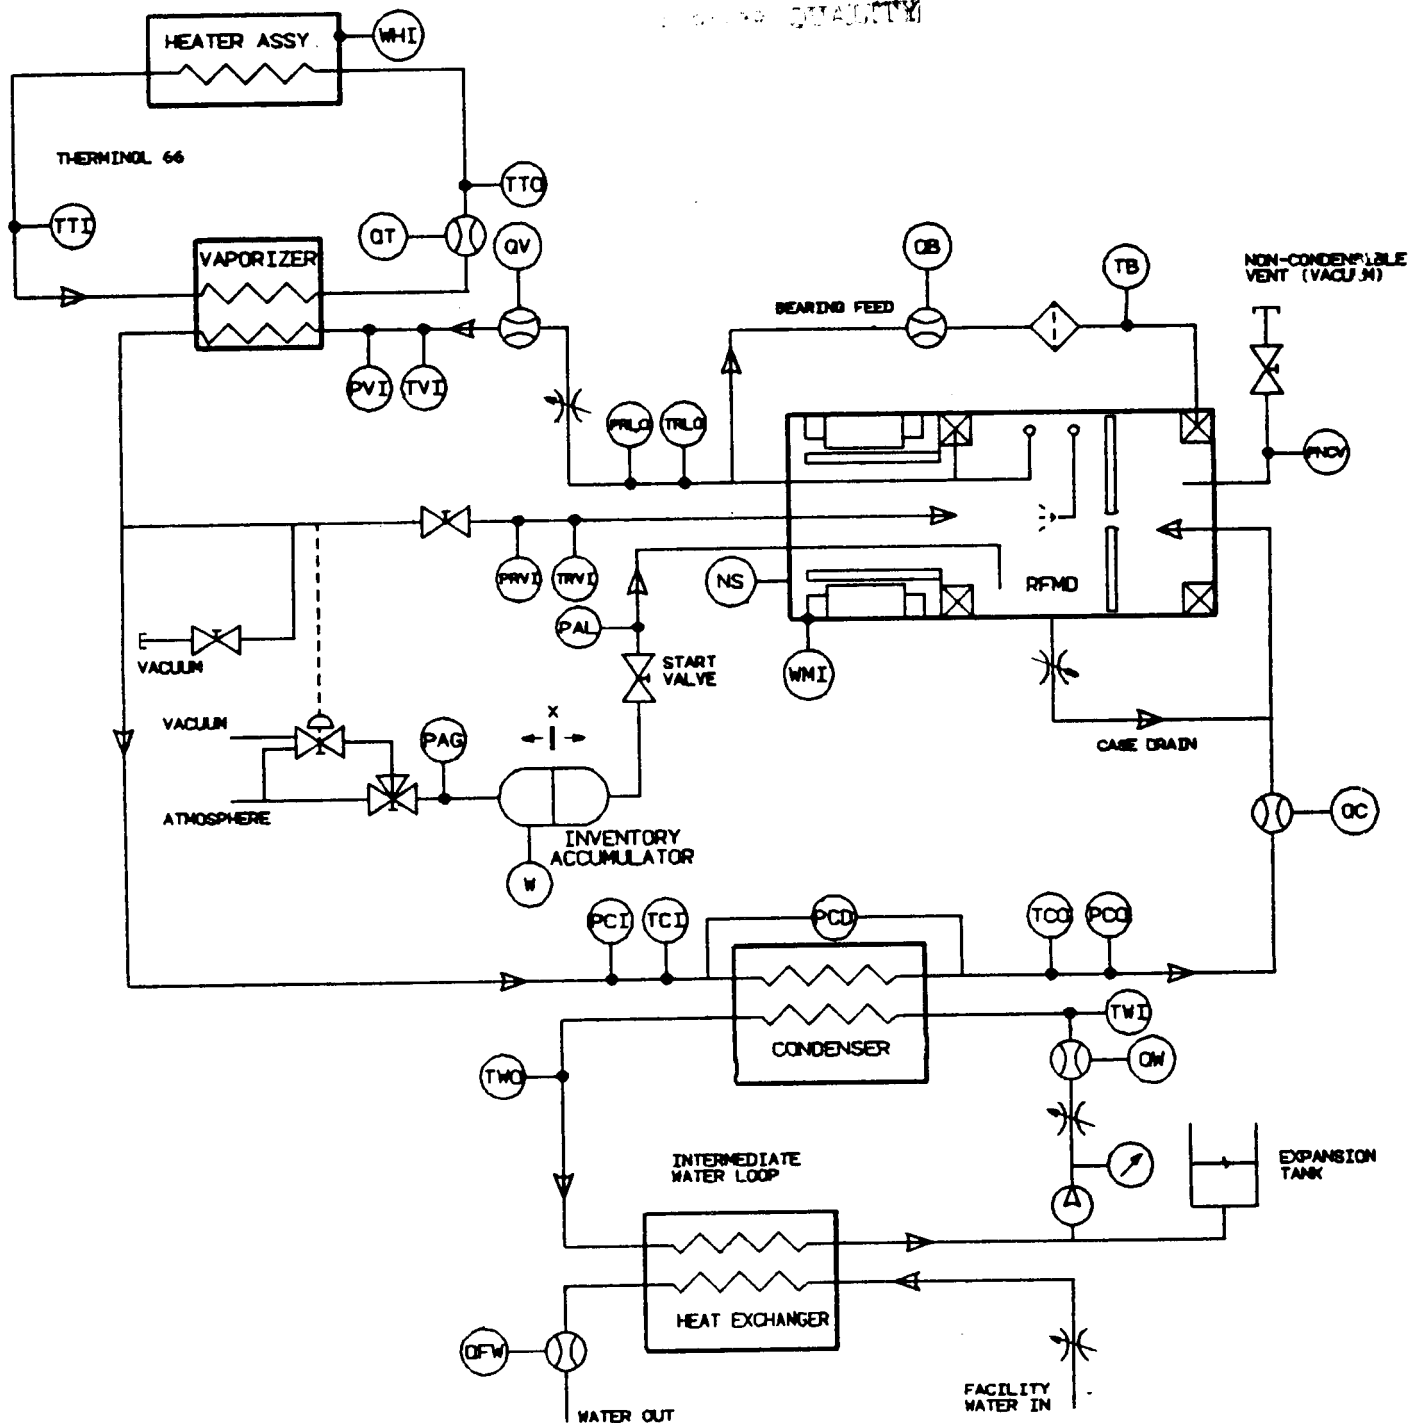 QUALITY
HEATER ASSY.
WHI
THERMINOL 66
TTO
TTI
QT
QV
VAPORIZER
QB
TB
NON-CONDENSIBLE
VENT (VACUUM)
BEARING FEED
PVI
TVI
PRLO
TRLO
PNCV
PRVI
TRVI
NS
RFMD
PAL
VACUUM
START
VALVE
WMI
VACUUM
X
PAG
CASE DRAIN
ATMOSPHERE
QC
INVENTORY
ACCUMULATOR
W
PCI
TCI
PCD
TCO
PCO
TWI
CONDENSER
QW
TWO
INTERMEDIATE
WATER LOOP
EXPANSION
TANK
HEAT EXCHANGER
QFW
FACILITY
WATER IN
WATER OUT